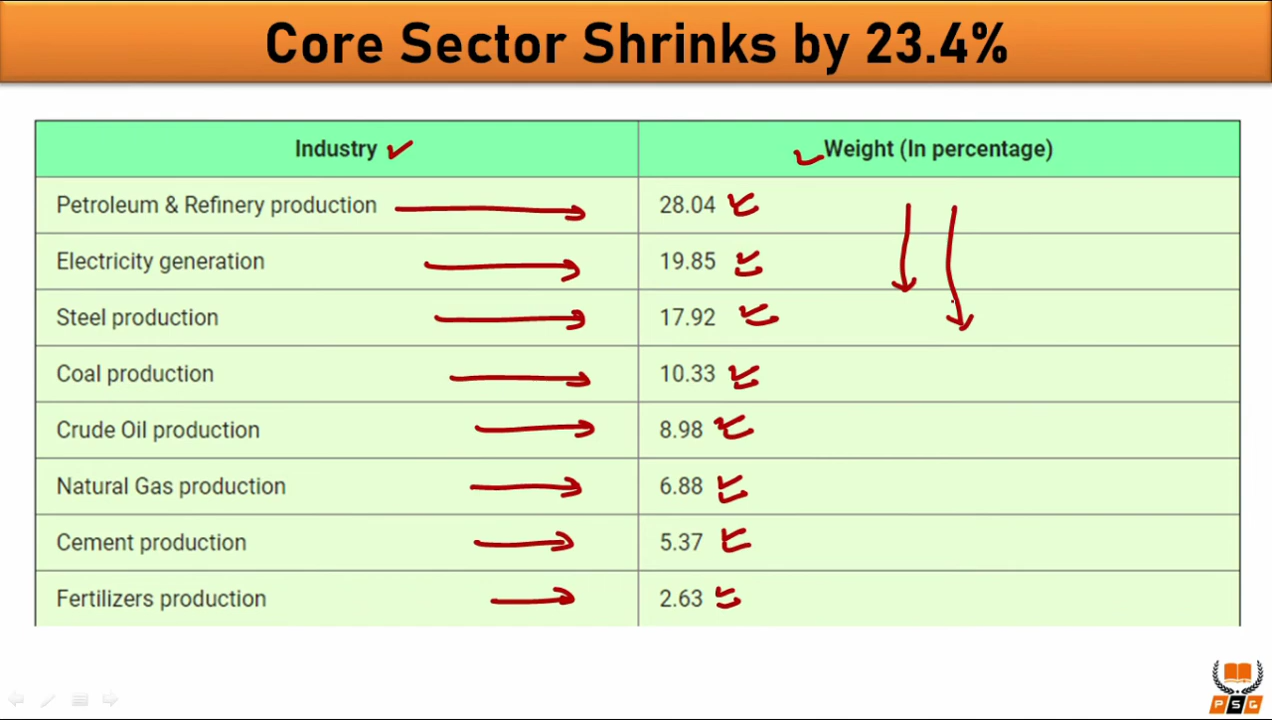 Core Sector Shrinks by 23.4%
Industry Weight (In percentage)
Petroleum & Refinery production 28.04
Electricity generation 19.85
Steel production 17.92
Coal production 10.33
Crude Oil production 8.98
Natural Gas production 6.88
Cement production 5.37
Fertilizers production 2.63
PSG